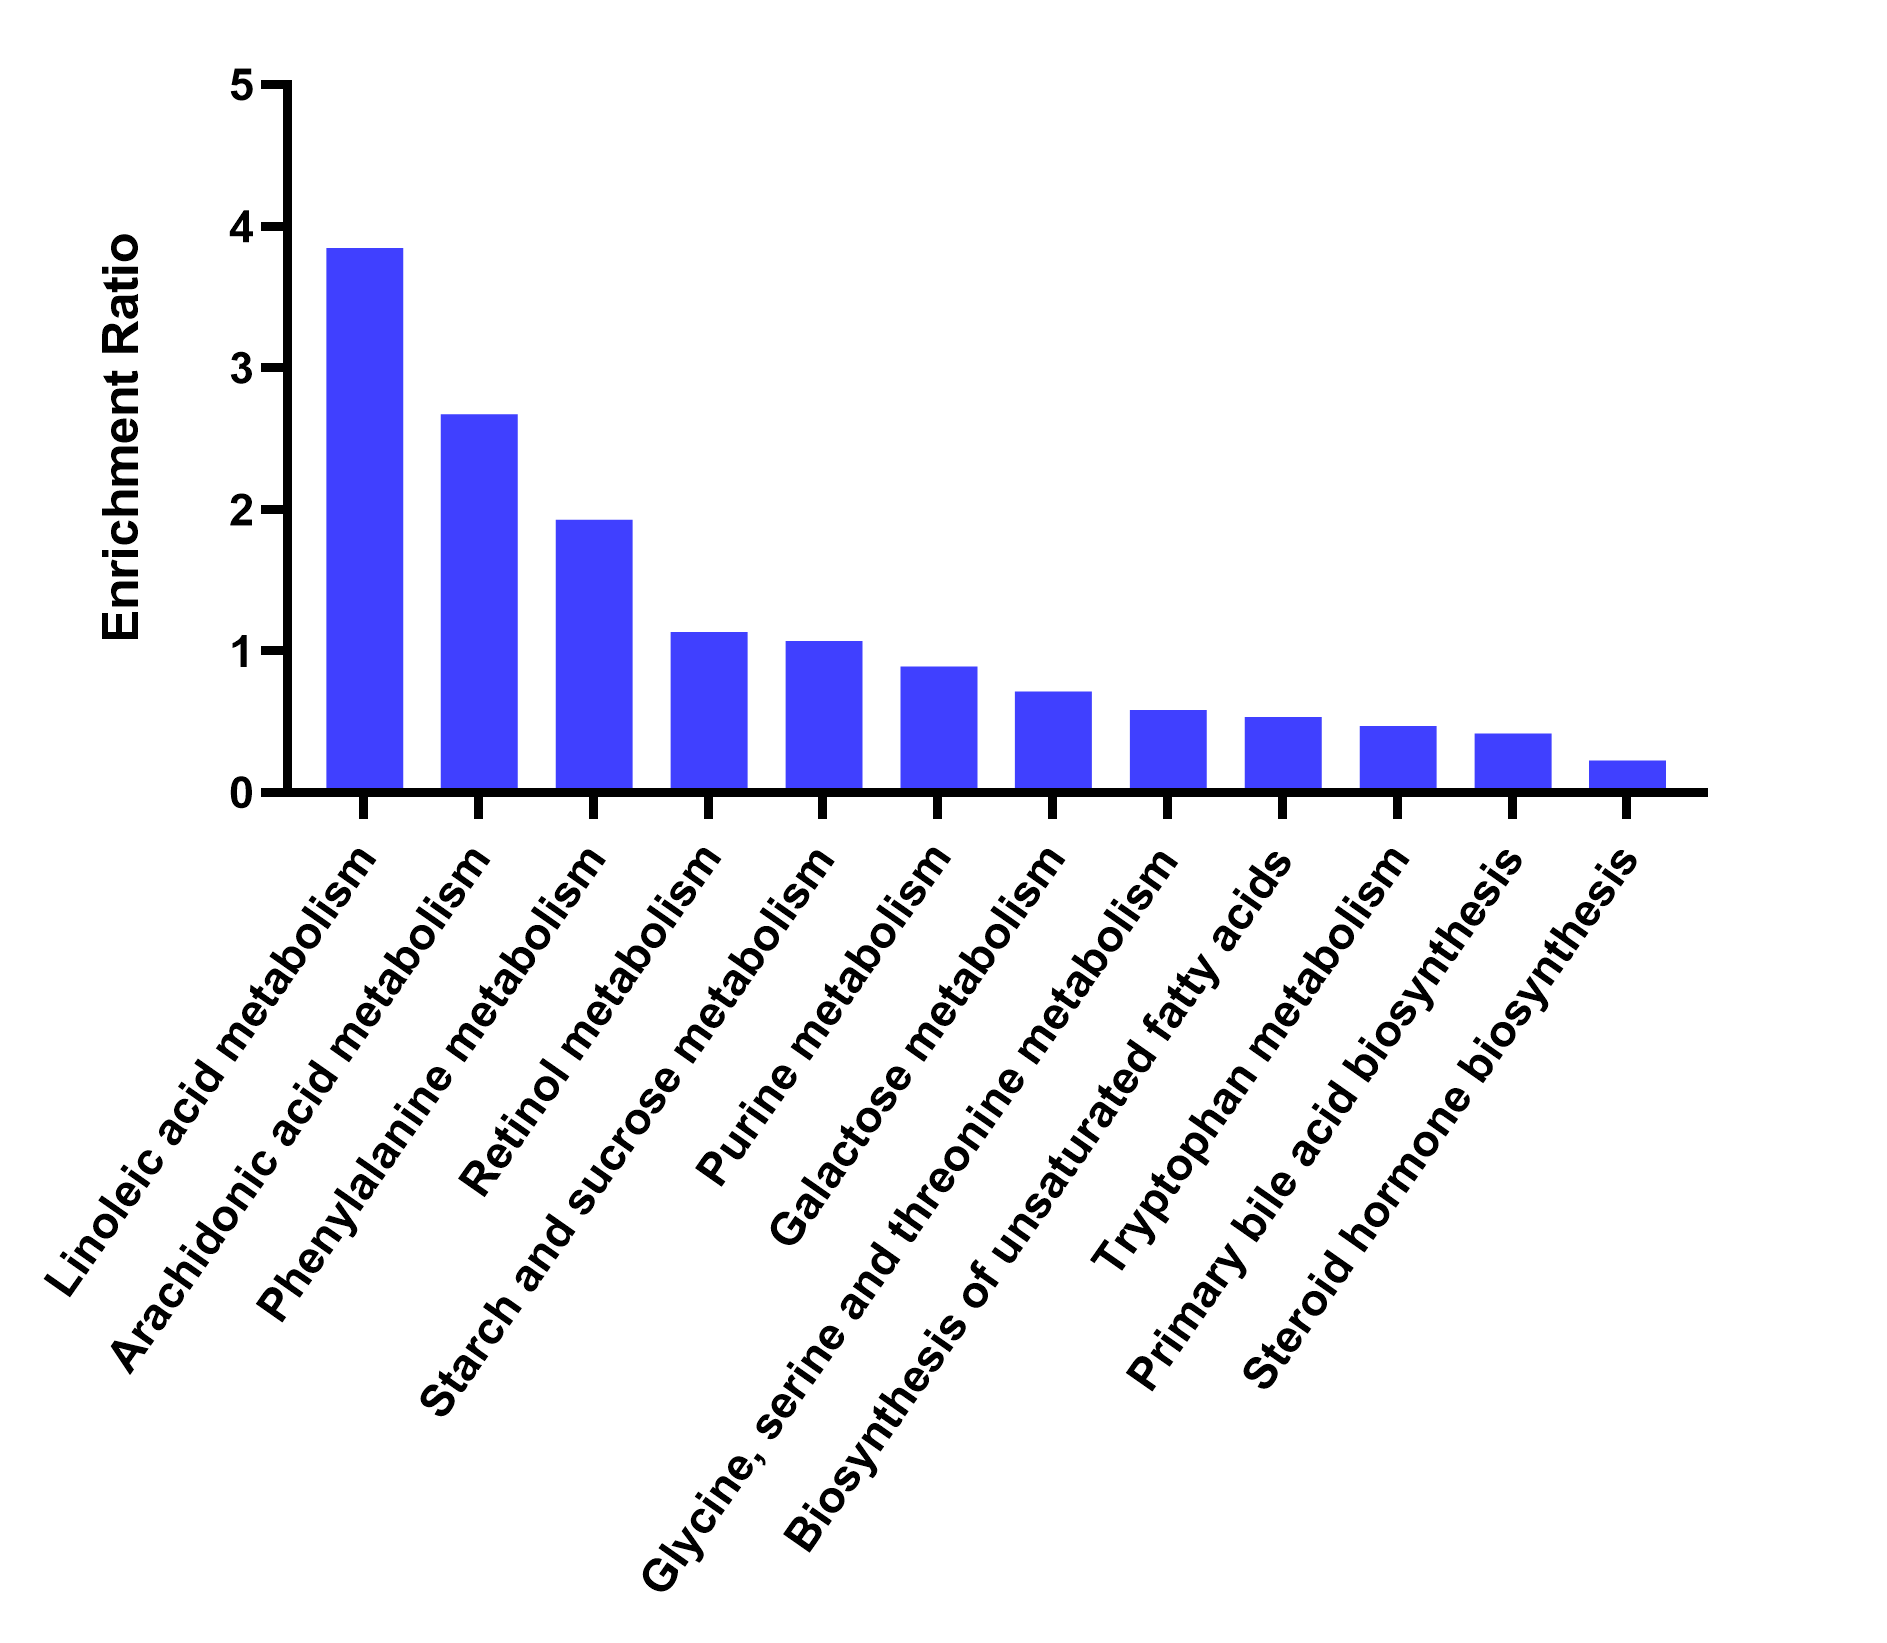 Enrichment Ratio
5
4
3
2
1
0
Linoleic acid metabolism
Arachidonic acid metabolism
Phenylalanine metabolism
Retinol metabolism
Starch and sucrose metabolism
Purine metabolism
Galactose metabolism
Glycine, serine and threonine metabolism
Biosynthesis of unsaturated fatty acids
Tryptophan metabolism
Primary bile acid biosynthesis
Steroid hormone biosynthesis